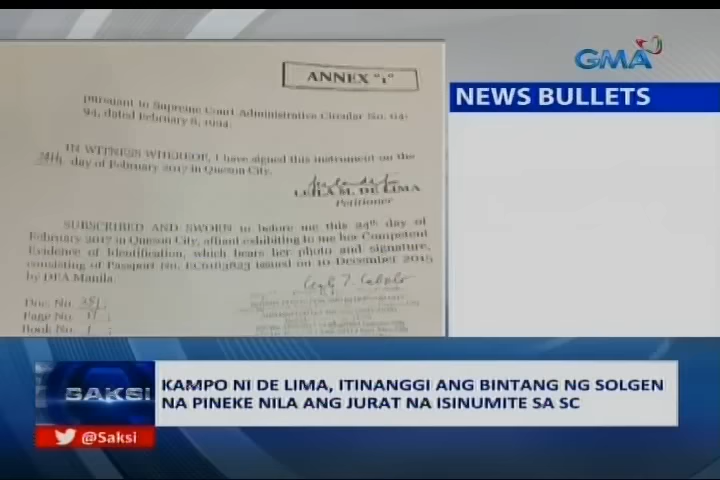 GMA
NEWS BULLETS
ANNEX "1"
pursuant to Supreme Court Administrative Circular No. 04-
94, dated February 8, 1994.
IN WITNESS WHEREOF, I have signed this instrument on the
24th day of February 2017 in Quezon City.
LEILA M. DE LIMA
Petitioner
SUBSCRIBED AND SWORN to before me this 24th day of
February 2017 in Quezon City, affiant exhibiting to me her Competent
Evidence of Identification, which bears her photo and signature,
consisting of Passport No. issued on 10 December 2015
by DFA Manila.
Doc No.
Page No.
Book No.
SAKSI
KAMPO NI DE LIMA, ITINANGGI ANG BINTANG NG SOLGEN
NA PINEKE NILA ANG JURAT NA ISINUMITE SA SC
@Saksi